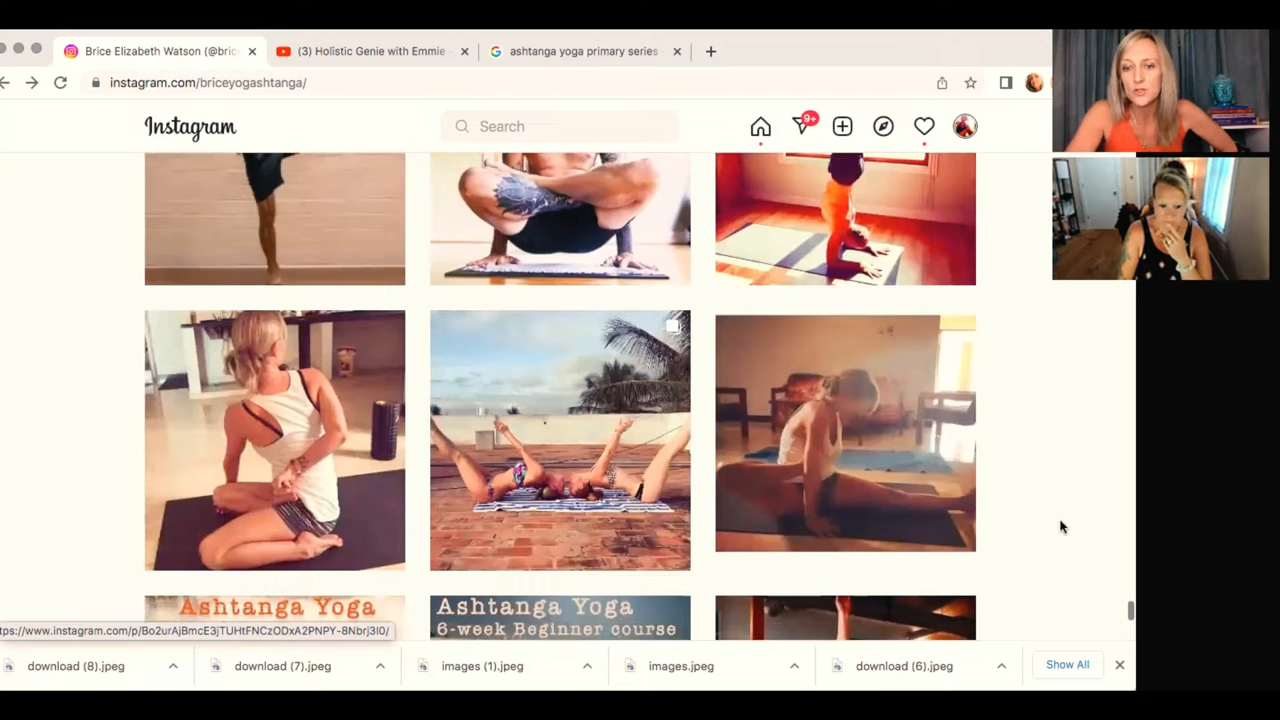 Brice Elizabeth Watson (@bric
(3) Holistic Genie with Emmie -
ashtanga yoga primary series
instagram.com/briceyogashtanga/
Instagram
Search
9+
Ashtanga Yoga
Ashtanga Yoga
6-week Beginner course
tps://www.instagram.com/p/Bo2urAjBmcE3jTUHtFNCzODxA2PNPY-8Nbrj3I0/
download (8).jpeg
download (7).jpeg
images (1).jpeg
images.jpeg
download (6).jpeg
Show All